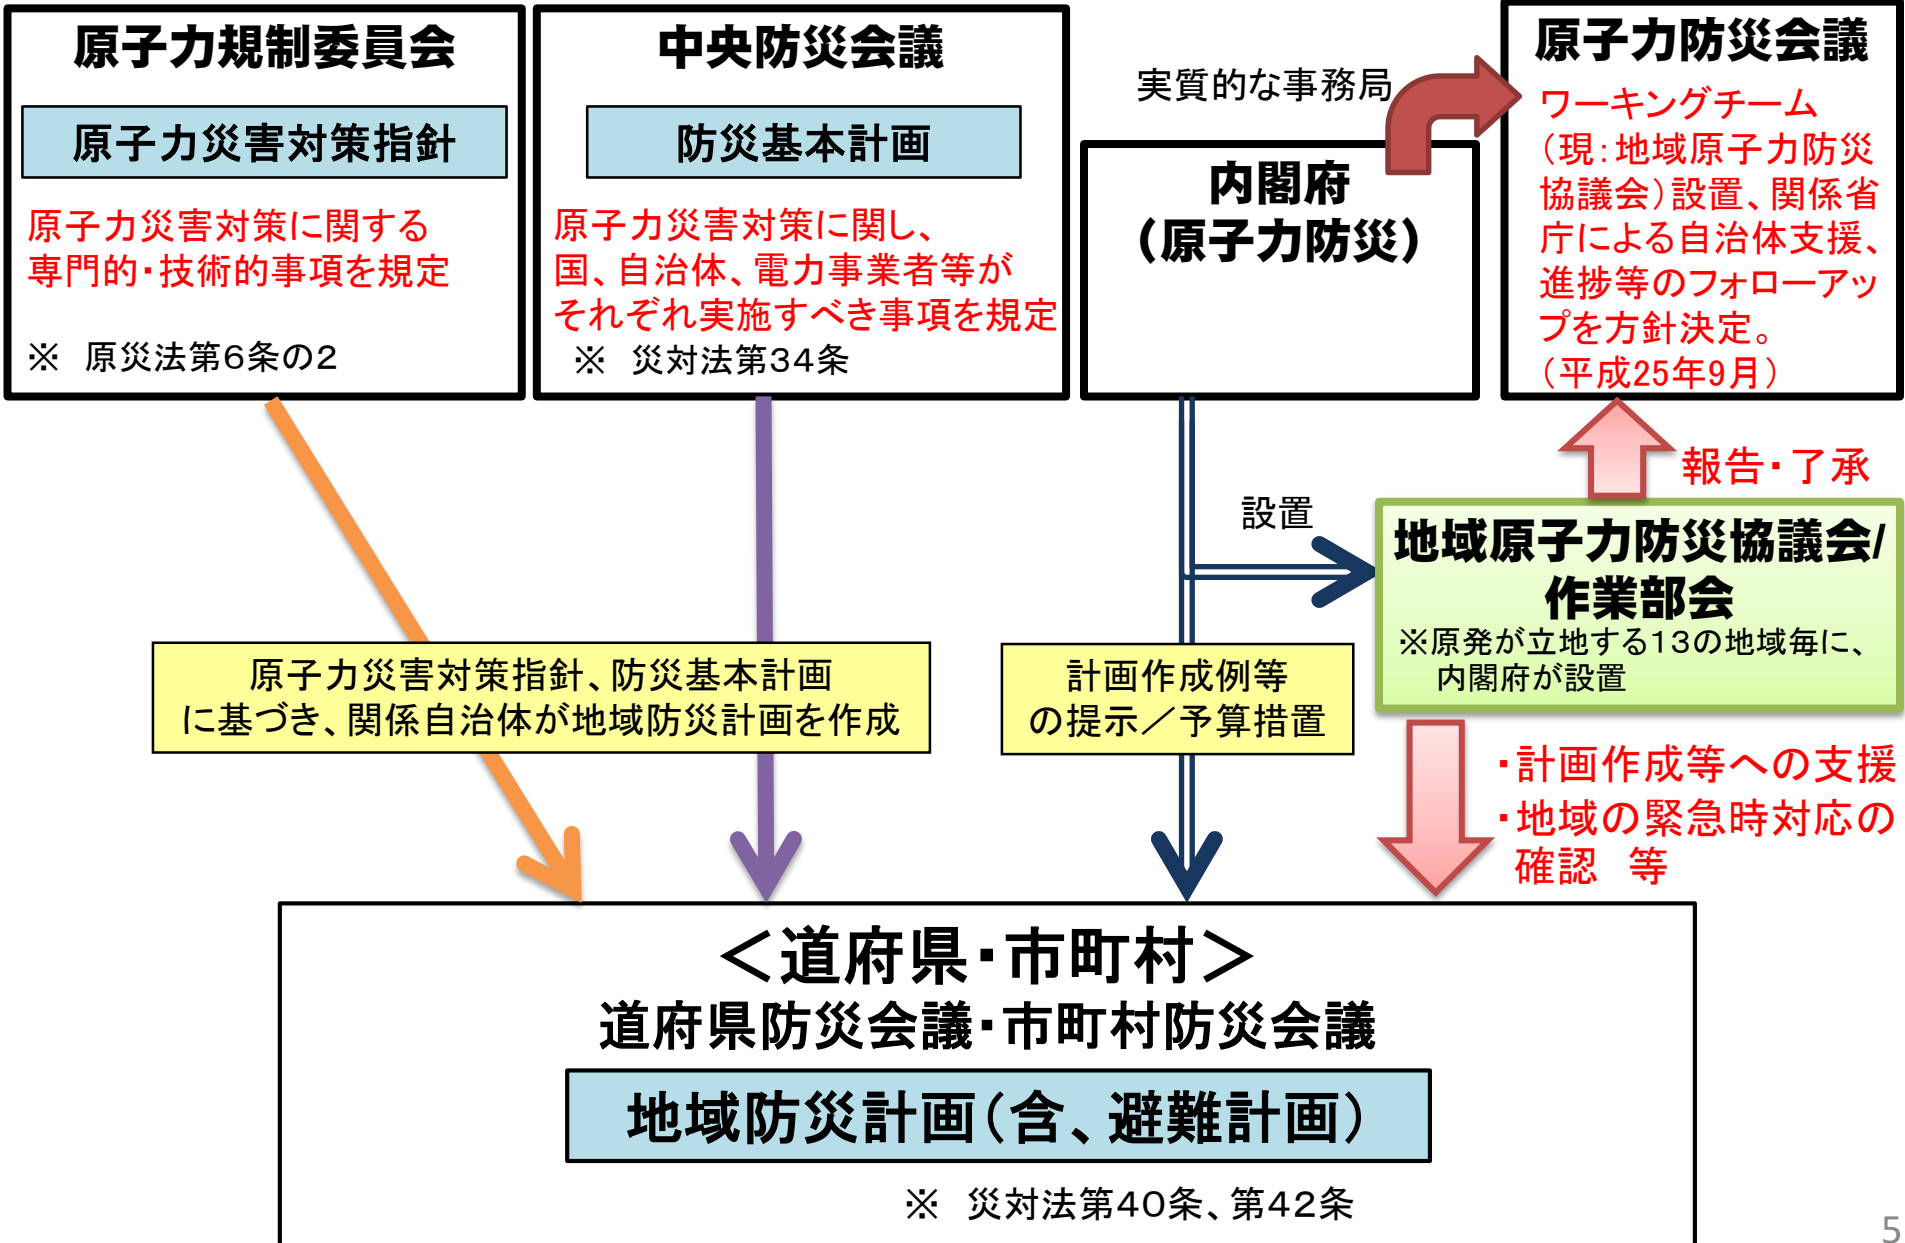 原子力規制委員会
原子力災害対策指針
原子力災害対策に関する
専門的・技術的事項を規定
※　原災法第6条の2
中央防災会議
防災基本計画
原子力災害対策に関し、
国、自治体、電力事業者等が
それぞれ実施すべき事項を規定
※　災対法第34条
実質的な事務局
内閣府
（原子力防災）
原子力防災会議
ワーキングチーム
（現：地域原子力防災
協議会）設置、関係省
庁による自治体支援、
進捗等のフォローアッ
プを方針決定。
（平成25年9月）
報告・了承
設置
地域原子力防災協議会/
作業部会
※原発が立地する13の地域毎に、
内閣府が設置
原子力災害対策指針、防災基本計画
に基づき、関係自治体が地域防災計画を作成
計画作成例等
の提示／予算措置
・計画作成等への支援
・地域の緊急時対応の
確認　等
＜道府県・市町村＞
道府県防災会議・市町村防災会議
地域防災計画（含、避難計画）
※　災対法第40条、第42条
5